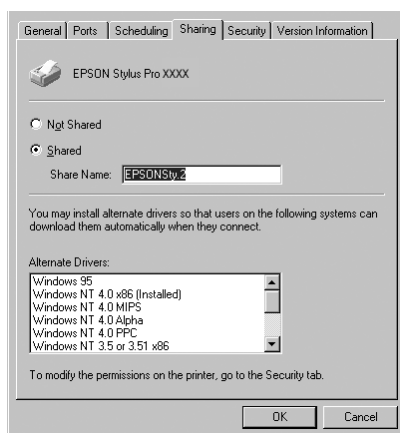 General Ports Scheduling Sharing Security Version Information
EPSON Stylus Pro XXXX
Not Shared
Shared
Share Name: EPSONSty.2
You may install alternate drivers so that users on the following systems can
download them automatically when they connect.
Alternate Drivers:
Windows 95
Windows NT 4.0 x86 (Installed)
Windows NT 4.0 MIPS
Windows NT 4.0 Alpha
Windows NT 4.0 PPC
Windows NT 3.5 or 3.51 x86
To modify the permissions on the printer, go to the Security tab.
OK Cancel